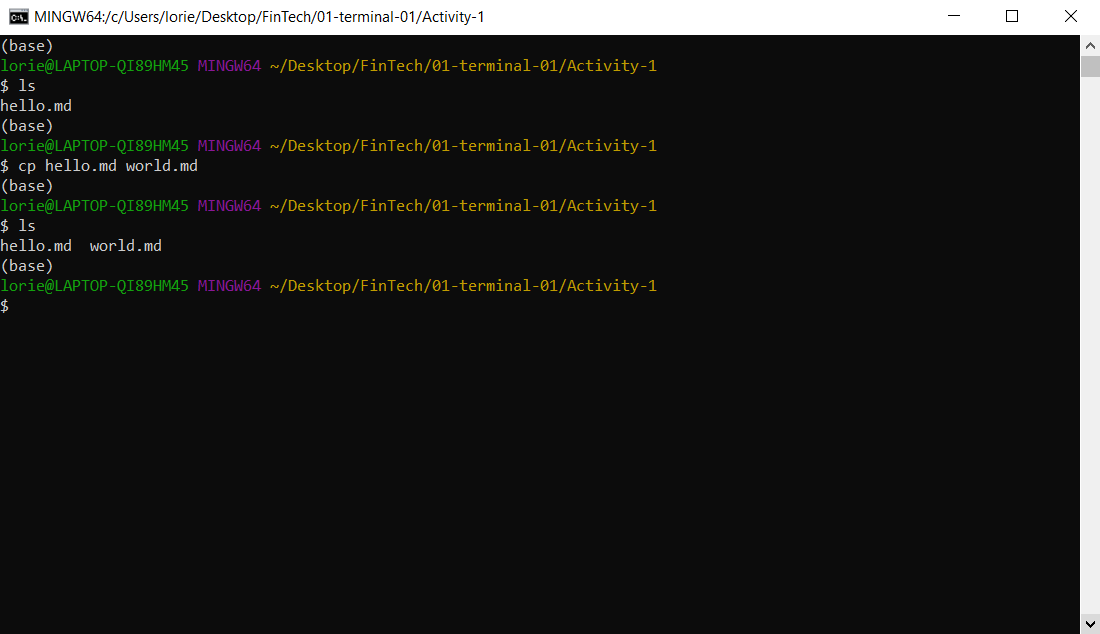 MINGW64:/c/Users/lorie/Desktop/FinTech/01-terminal-01/Activity-1
(base)
lorie@LAPTOP-QI89HM45 MINGW64 ~/Desktop/FinTech/01-terminal-01/Activity-1
$ ls
hello.md
(base)
lorie@LAPTOP-QI89HM45 MINGW64 ~/Desktop/FinTech/01-terminal-01/Activity-1
$ cp hello.md world.md
(base)
lorie@LAPTOP-QI89HM45 MINGW64 ~/Desktop/FinTech/01-terminal-01/Activity-1
$ ls
hello.md  world.md
(base)
lorie@LAPTOP-QI89HM45 MINGW64 ~/Desktop/FinTech/01-terminal-01/Activity-1
$